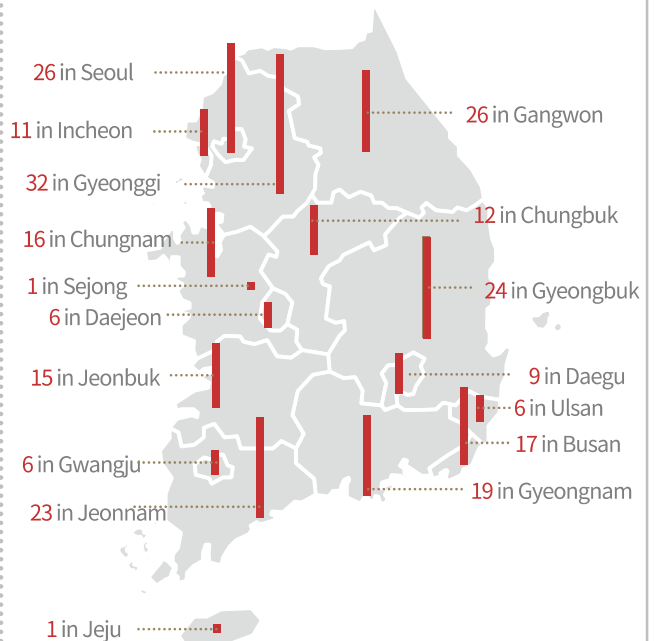 26 in Seoul
26 in Gangwon
11 in Incheon
32 in Gyeonggi
12 in Chungbuk
16 in Chungnam
1 in Sejong
24 in Gyeongbuk
6 in Daejeon
15 in Jeonbuk
9 in Daegu
6 in Ulsan
17 in Busan
6 in Gwangju
19 in Gyeongnam
23 in Jeonnam
1 in Jeju